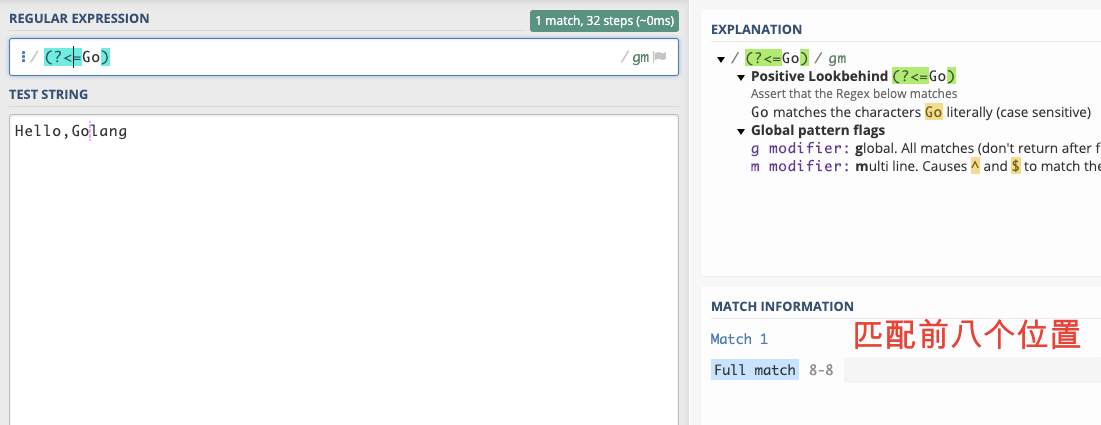 REGULAR EXPRESSION
1 match, 32 steps (~0ms)
/ (?<=Go) / gm
TEST STRING
Hello,Golang
EXPLANATION
/ (?<=Go) / gm
Positive Lookbehind (?<=Go)
Assert that the Regex below matches
Go matches the characters Go literally (case sensitive)
Global pattern flags
g modifier: global. All matches (don't return after f
m modifier: multi line. Causes ^ and $ to match the
MATCH INFORMATION
匹配前八个位置
Match 1
Full match 8-8